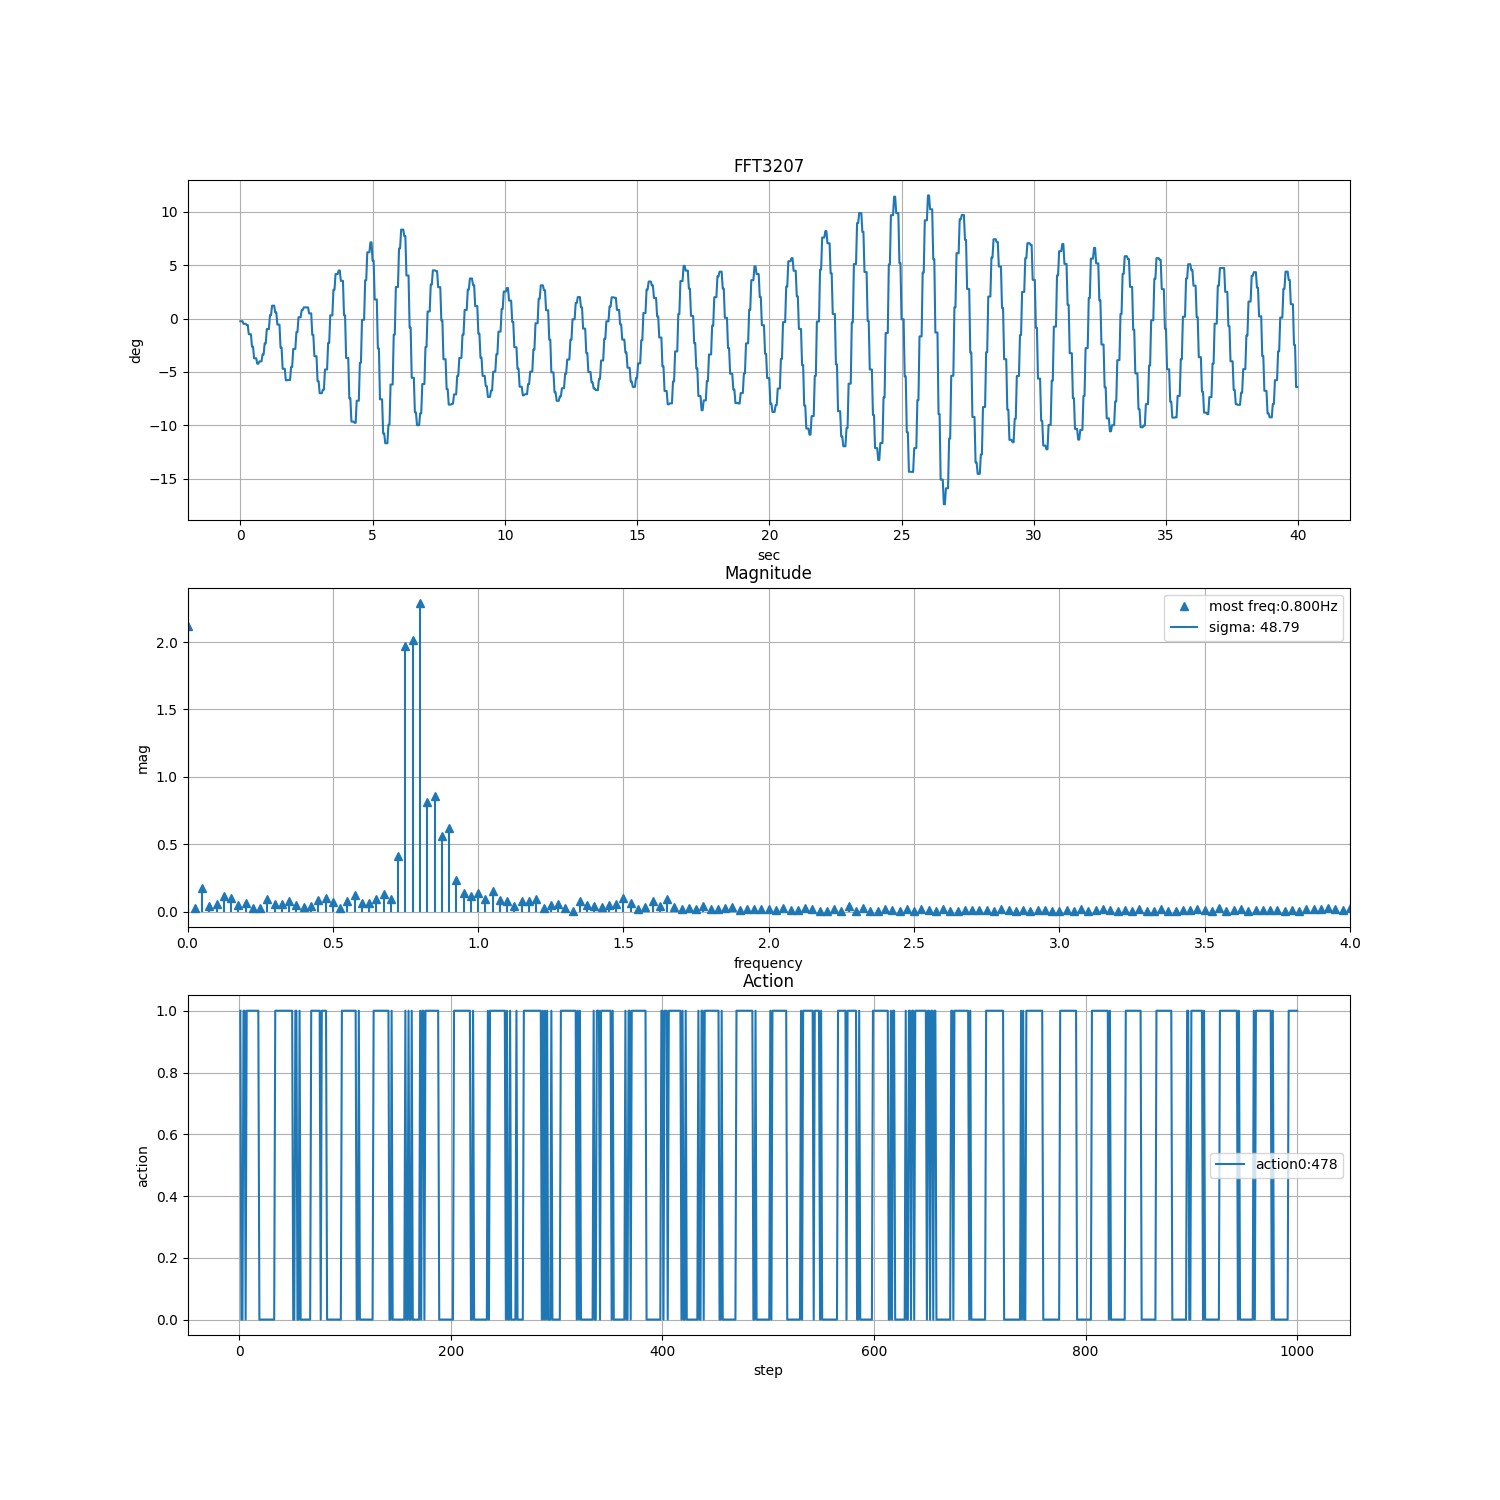 FFT3207
10
5
0
−5
−10
−15
deg
0 5 10 15 20 25 30 35 40
sec
Magnitude
most freq:0.800Hz
sigma: 48.79
2.0
1.5
1.0
0.5
0.0
mag
0.0 0.5 1.0 1.5 2.0 2.5 3.0 3.5 4.0
frequency
Action
1.0
0.8
0.6
0.4
0.2
0.0
action
action0:478
0 200 400 600 800 1000
step